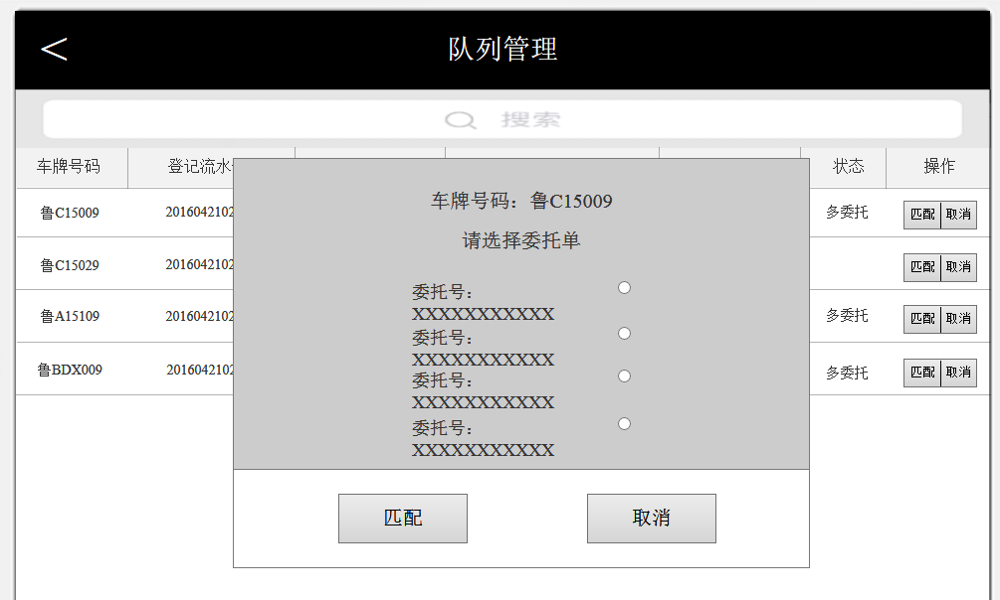 <
队列管理
搜索
车牌号码 登记流水 状态 操作
鲁C15009 2016042102 多委托 匹配 取消
鲁C15029 2016042102 匹配 取消
鲁A15109 2016042102 多委托 匹配 取消
鲁BDX009 2016042102 多委托 匹配 取消
车牌号码：鲁C15009
请选择委托单
委托号：
XXXXXXXXXXX
委托号：
XXXXXXXXXXX
委托号：
XXXXXXXXXXX
委托号：
XXXXXXXXXXX
匹配 取消